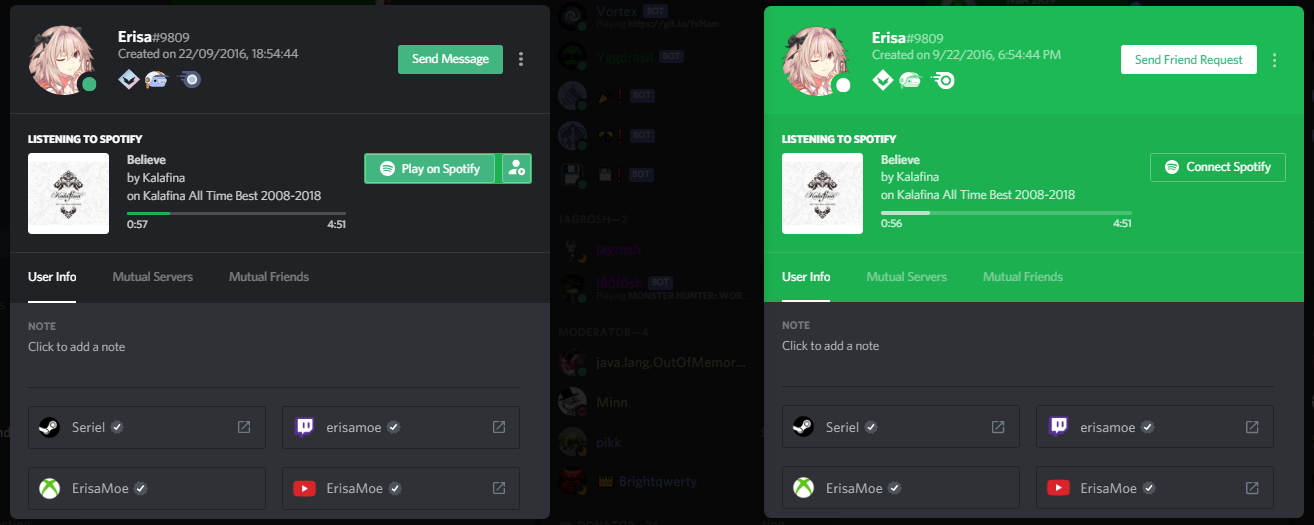 Erisa#9809
Created on 22/09/2016, 18:54:44
Send Message
LISTENING TO SPOTIFY
Believe
by Kalafina
on Kalafina All Time Best 2008-2018
0:57 4:51
Play on Spotify
Kalafina
User Info Mutual Servers Mutual Friends
NOTE
Click to add a note
Seriel
erisamoe
ErisaMoe
ErisaMoe
Vortex BOT
Playing https://git.io/fxHam
Yggdrasil BOT
BOT
BOT
BOT
JAGROSH—2
jagrosh
BOT
Playing MONSTER HUNTER: WOR...
MODERATOR—4
java.lang.OutOfMemor...
Minn
pikk
Brightqwerty
Erisa#9809
Created on 9/22/2016, 6:54:44 PM
Send Friend Request
LISTENING TO SPOTIFY
Believe
by Kalafina
on Kalafina All Time Best 2008-2018
0:56 4:51
Connect Spotify
Kalafina
User Info Mutual Servers Mutual Friends
NOTE
Click to add a note
Seriel
erisamoe
ErisaMoe
ErisaMoe